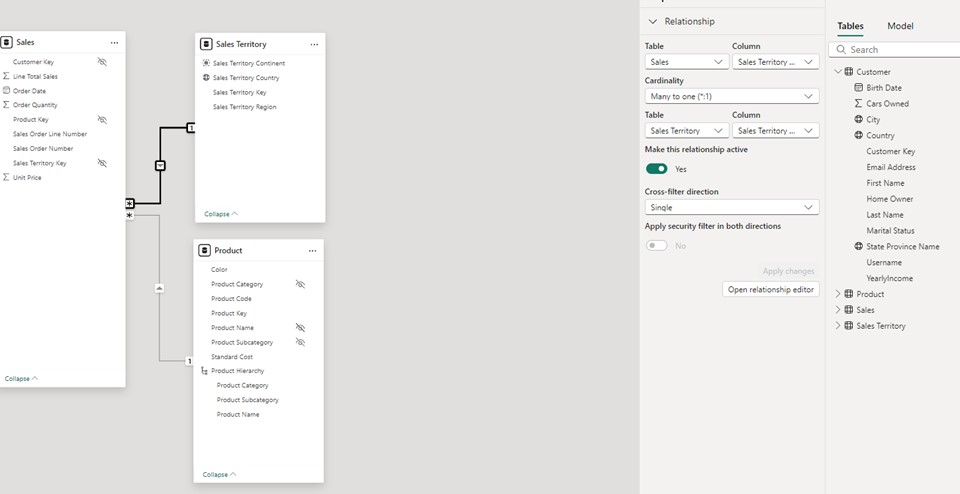 Sales
Customer Key
Line Total Sales
Order Date
Order Quantity
Product Key
Sales Order Line Number
Sales Order Number
Sales Territory Key
Unit Price
Collapse
1
*
*
1
Sales Territory
Sales Territory Continent
Sales Territory Country
Sales Territory Key
Sales Territory Region
Collapse
Product
Color
Product Category
Product Code
Product Key
Product Name
Product Subcategory
Standard Cost
Product Hierarchy
Product Category
Product Subcategory
Product Name
Collapse
Relationship
Table Column
Sales Sales Territory ...
Cardinality
Many to one (*:1)
Table Column
Sales Territory Sales Territory ...
Make this relationship active
Yes
Cross-filter direction
Single
Apply security filter in both directions
No
Apply changes
Open relationship editor
Tables Model
Search
Customer
Birth Date
Cars Owned
City
Country
Customer Key
Email Address
First Name
Home Owner
Last Name
Marital Status
State Province Name
Username
YearlyIncome
Product
Sales
Sales Territory